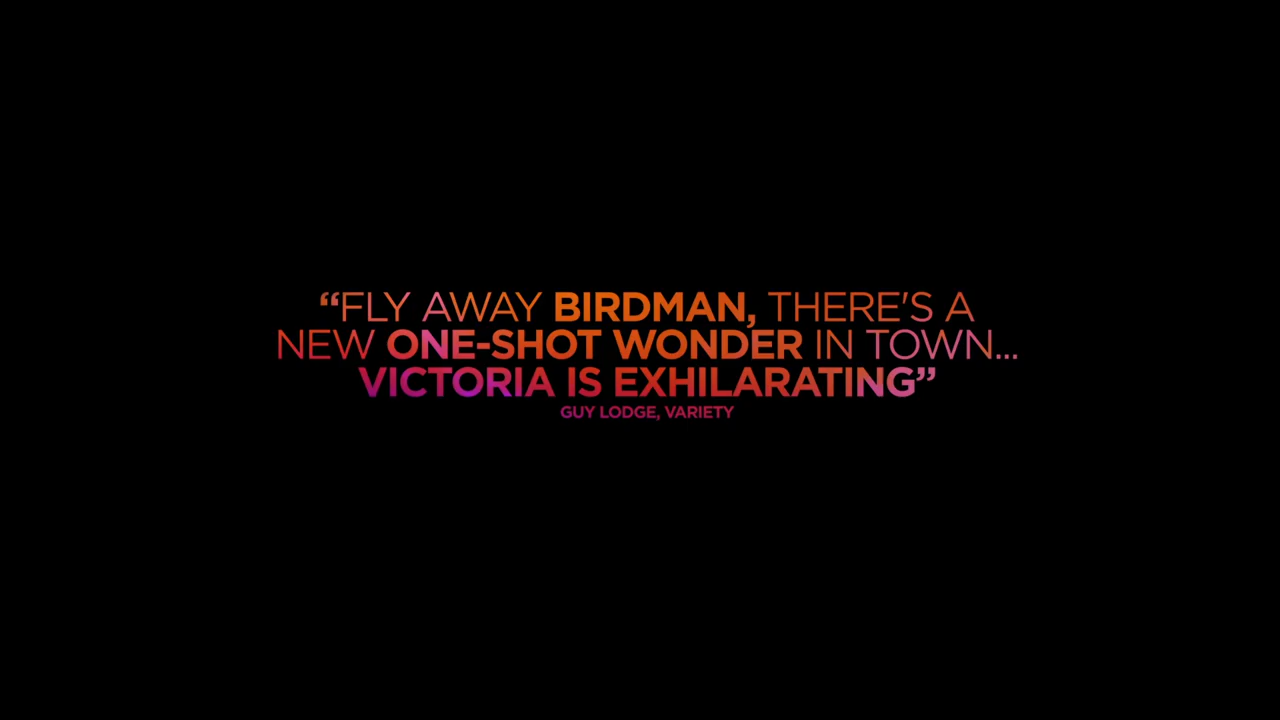 “FLY AWAY BIRDMAN, THERE'S A
NEW ONE-SHOT WONDER IN TOWN...
VICTORIA IS EXHILARATING”
GUY LODGE, VARIETY